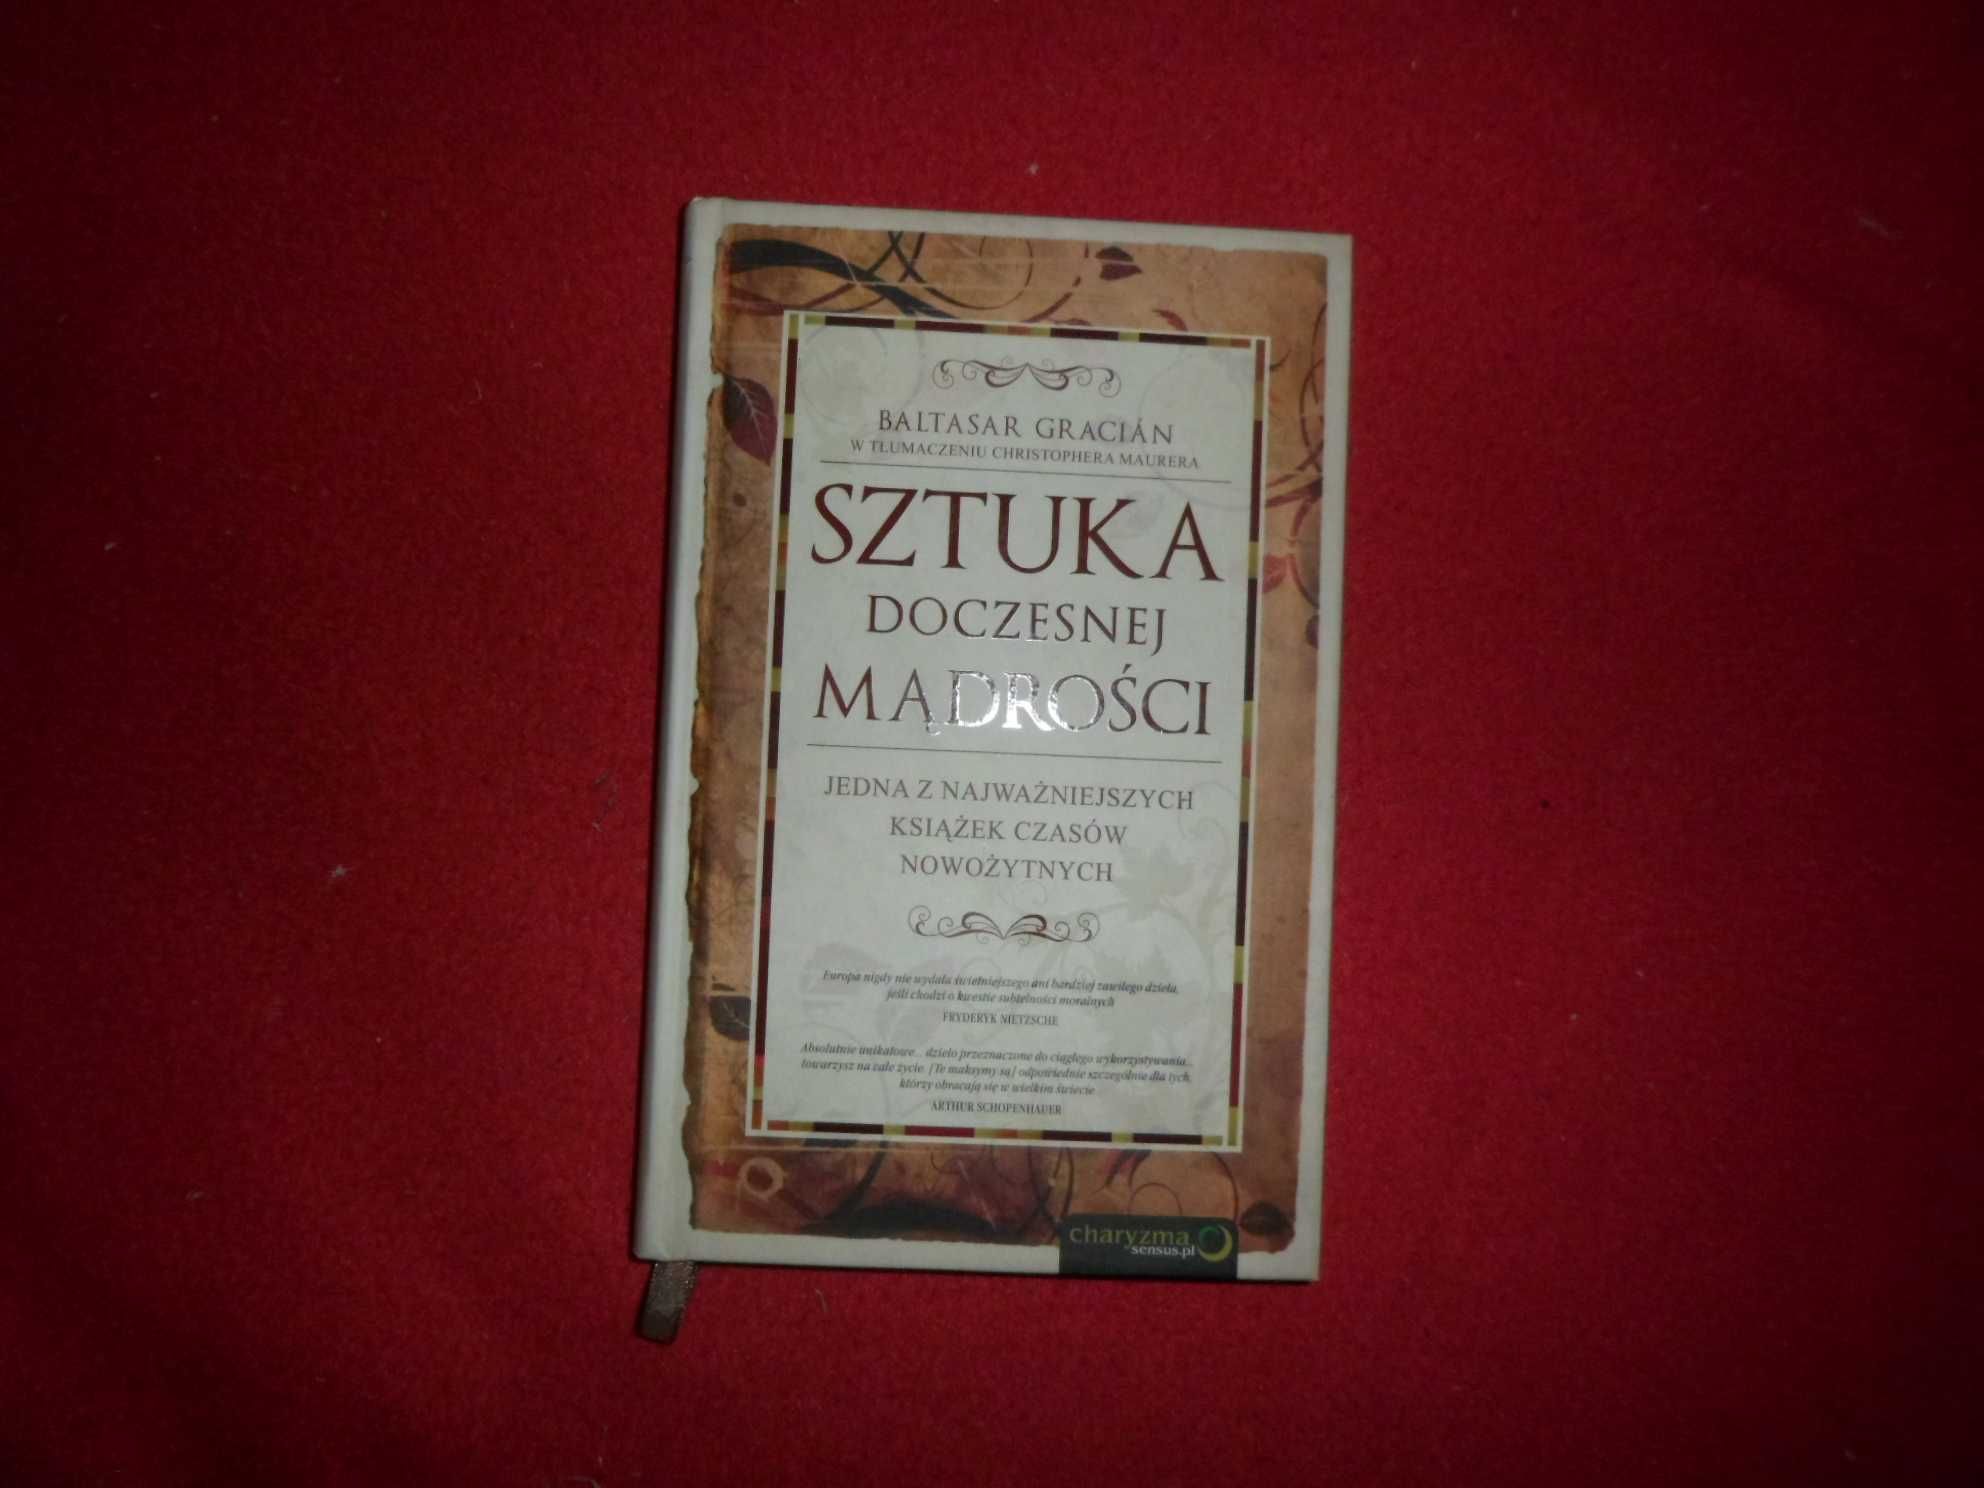 BALTASAR GRACIÁN
W TŁUMACZENIU CHRISTOPHERA MAURERA
SZTUKA
DOCZESNEJ
MĄDROŚCI
JEDNA Z NAJWAŻNIEJSZYCH
KSIĄŻEK CZASÓW
NOWOŻYTNYCH
Europa nigdy nie wydała świetniejszego ani bardziej zawiłego dzieła,
jeśli chodzi o kwestie subtelności moralnych
FRYDERYK NIETZSCHE
Absolutnie unikatowe... dzieło przeznaczone do ciągłego wykorzystywania...
towarzysz na całe życie. [Te maksymy są] odpowiednie szczególnie dla tych,
którzy obracają się w wielkim świecie
ARTHUR SCHOPENHAUER
charyzma
sensus.pl